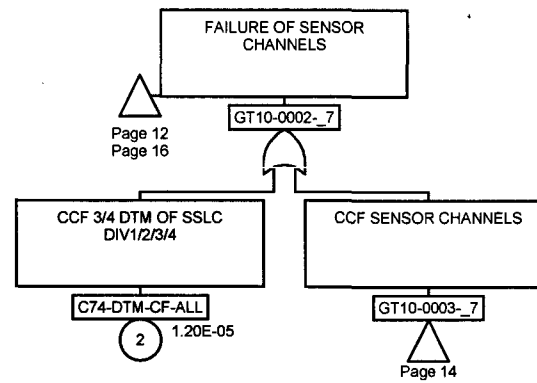 FAILURE OF SENSOR
CHANNELS
Page 12
Page 16
GT10-0002-_7
CCF 3/4 DTM OF SSLC
DIV1/2/3/4
C74-DTM-CF-ALL
2
1.20E-05
CCF SENSOR CHANNELS
GT10-0003-_7
Page 14